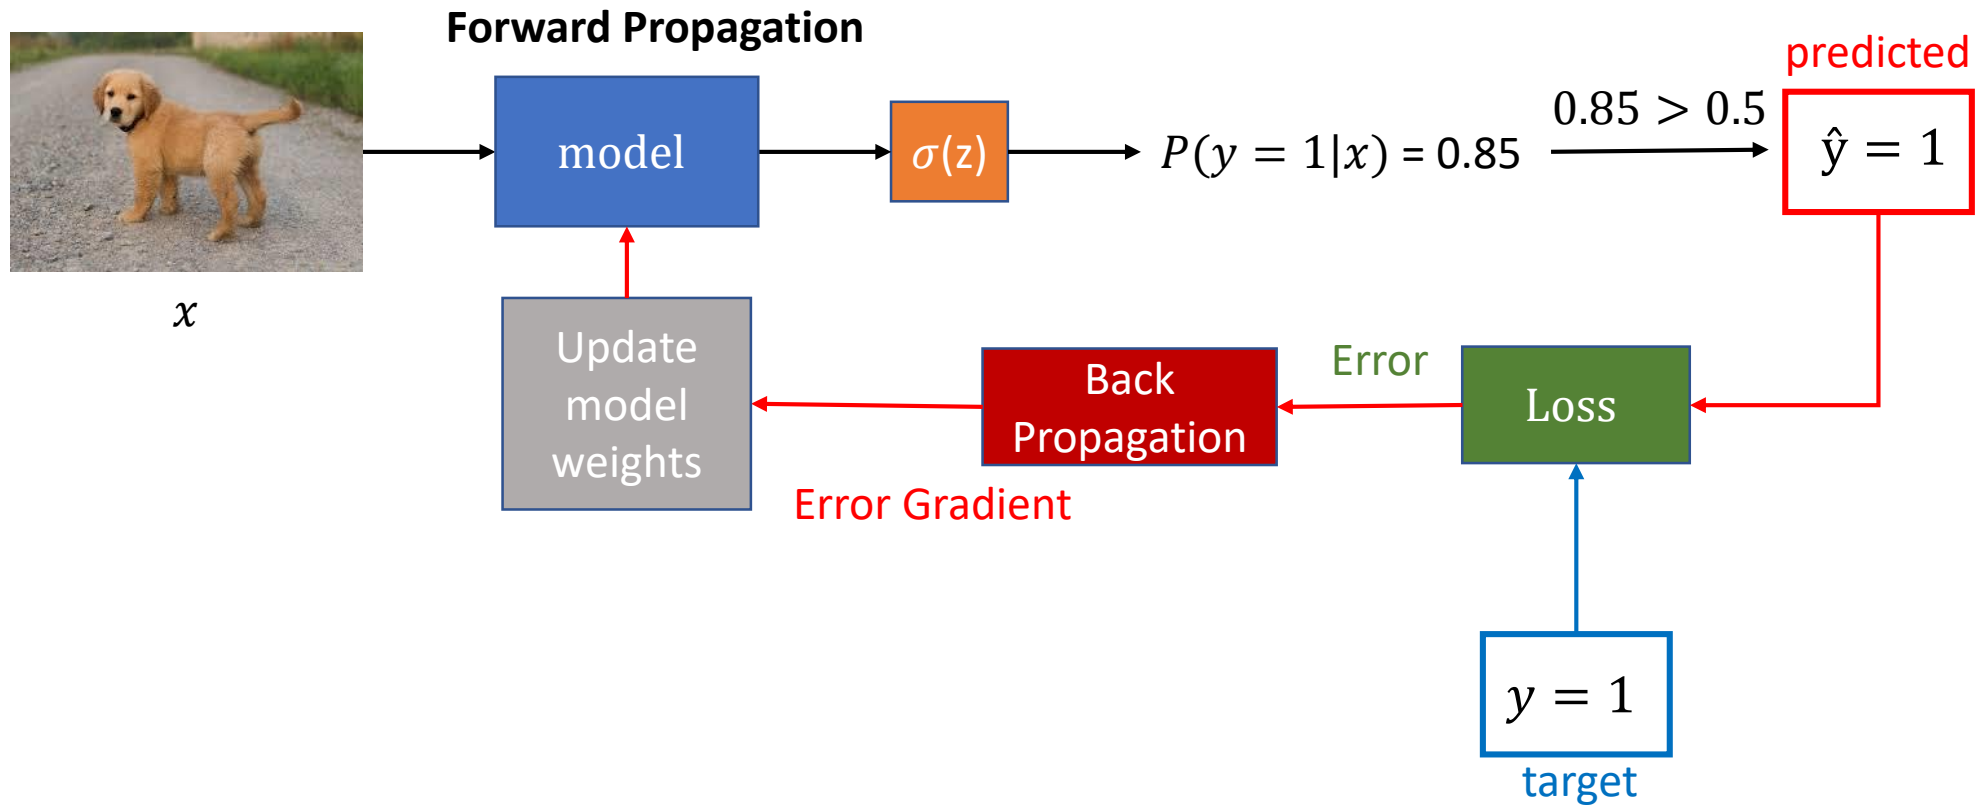 Forward Propagation
predicted
model
σ(z)
P(y = 1|x) = 0.85
0.85 > 0.5
ŷ = 1
x
Update
model
weights
Error Gradient
Back
Propagation
Error
Loss
y = 1
target